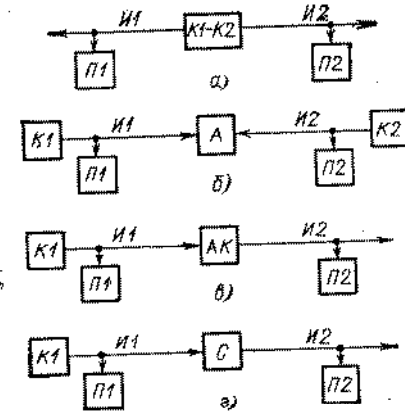 И1 К1-К2 И2
П1 П2
а)
К1 И1 А И2 К2
П1 П2
б)
К1 И1 АК И2
П1 П2
в)
К1 И1 С И2
П1 П2
г)